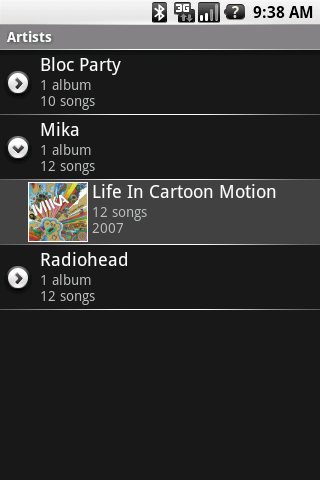 3G
?
9:38 AM
Artists
Bloc Party
1 album
10 songs
Mika
1 album
12 songs
MIKA
Life In Cartoon Motion
12 songs
2007
Radiohead
1 album
12 songs